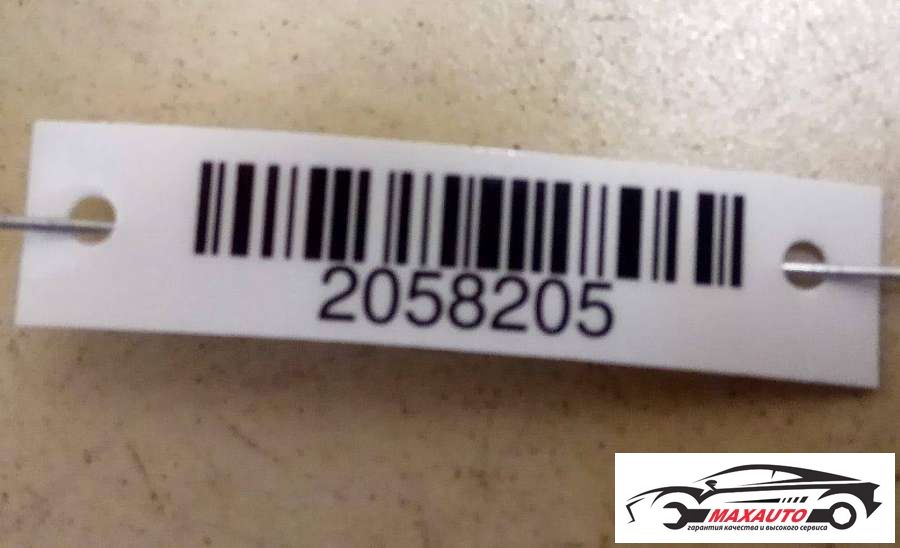 2058205
MAXAUTO
гарантия качества и высокого сервиса